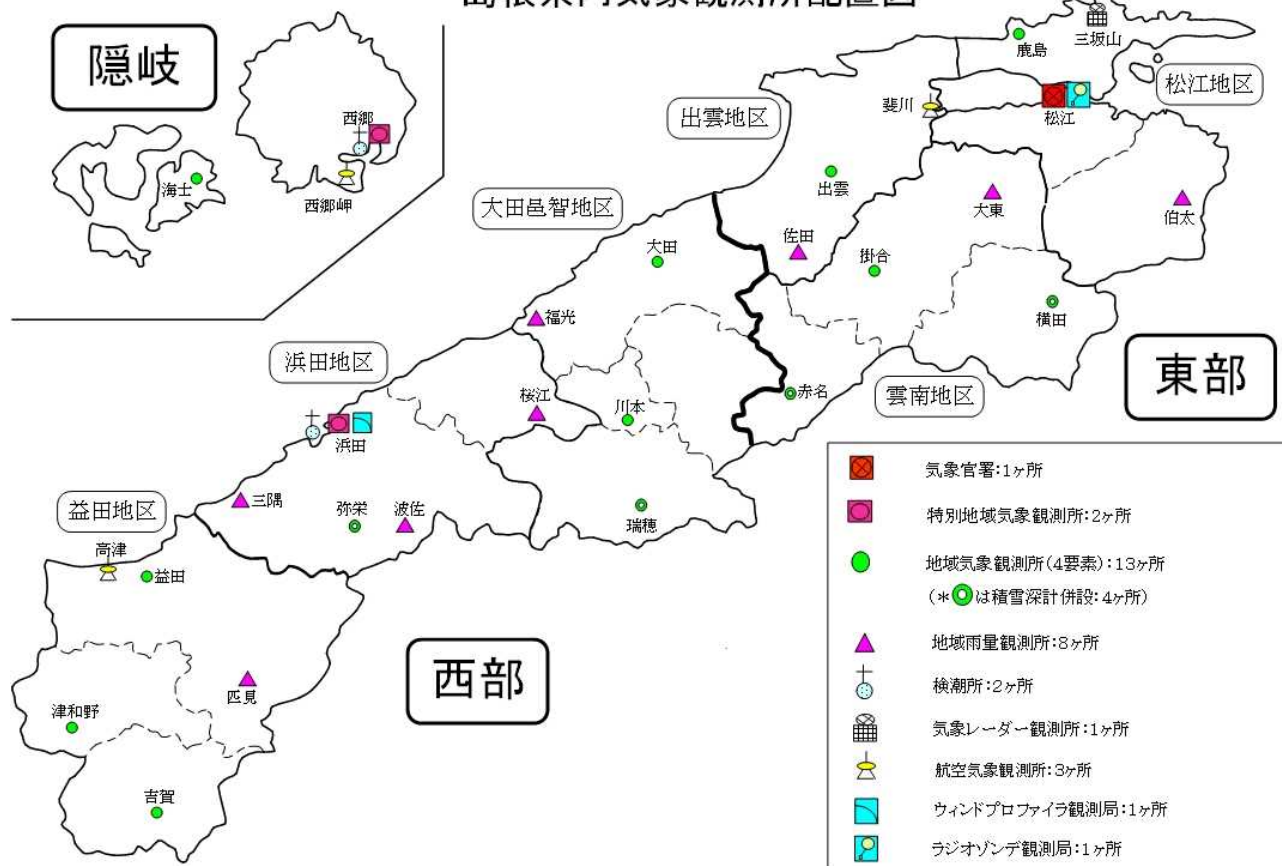 島根県内気象観測所配置図
隠岐
西郷
海士
西郷岬
鹿島
三坂山
松江地区
出雲地区
斐川
松江
出雲
大東
伯太
大田邑智地区
大田
佐田
掛合
横田
福光
東部
浜田地区
桜江
川本
赤名
雲南地区
浜田
三隅
弥栄
波佐
瑞穂
益田地区
高津
益田
西部
匹見
津和野
吉賀
気象官署:1ヶ所
特別地域気象観測所:2ヶ所
地域気象観測所(4要素):13ヶ所
(*◎は積雪深計併設:4ヶ所)
地域雨量観測所:8ヶ所
検潮所:2ヶ所
気象レーダー観測所:1ヶ所
航空気象観測所:3ヶ所
ウィンドプロファイラ観測局:1ヶ所
ラジオゾンデ観測局:1ヶ所